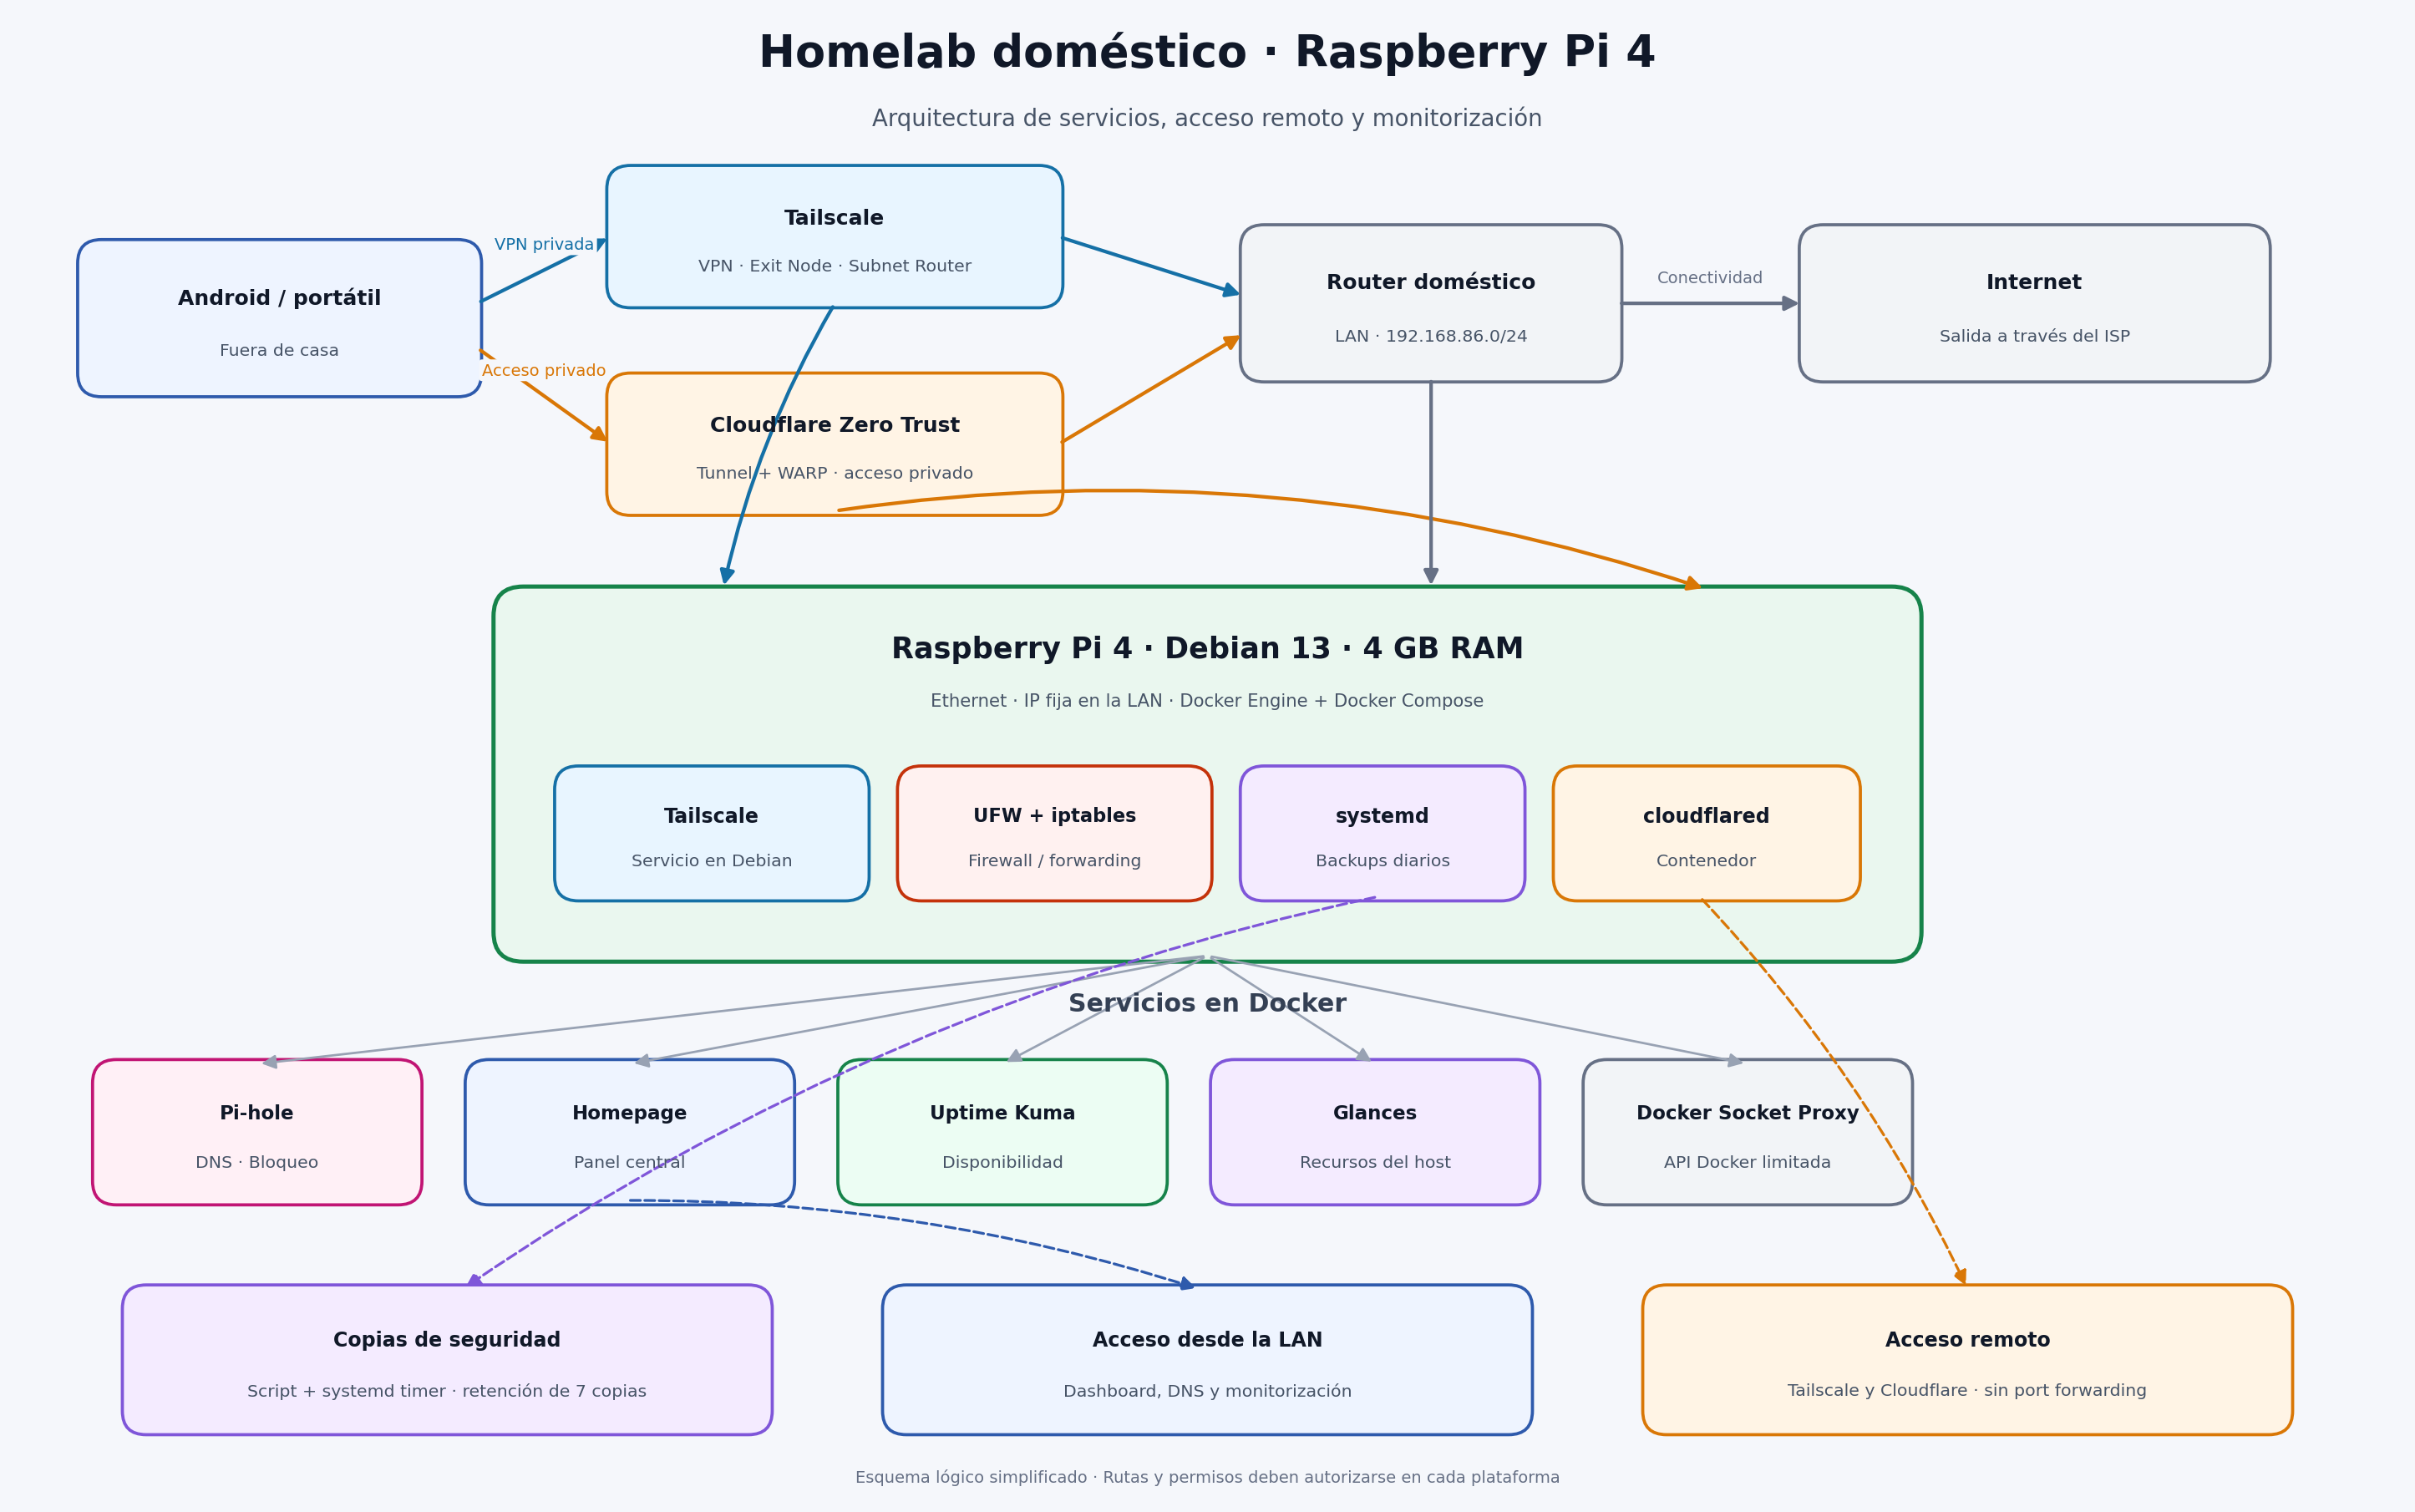 Homelab doméstico · Raspberry Pi 4
Arquitectura de servicios, acceso remoto y monitorización
Tailscale
VPN · Exit Node · Subnet Router
VPN privada
Android / portátil
Fuera de casa
Acceso privado
Cloudflare Zero Trust
Tunnel + WARP · acceso privado
Router doméstico
LAN · 192.168.86.0/24
Conectividad
Internet
Salida a través del ISP
Raspberry Pi 4 · Debian 13 · 4 GB RAM
Ethernet · IP fija en la LAN · Docker Engine + Docker Compose
Tailscale
Servicio en Debian
UFW + iptables
Firewall / forwarding
systemd
Backups diarios
cloudflared
Contenedor
Servicios en Docker
Pi-hole
DNS · Bloqueo
Homepage
Panel central
Uptime Kuma
Disponibilidad
Glances
Recursos del host
Docker Socket Proxy
API Docker limitada
Copias de seguridad
Script + systemd timer · retención de 7 copias
Acceso desde la LAN
Dashboard, DNS y monitorización
Acceso remoto
Tailscale y Cloudflare · sin port forwarding
Esquema lógico simplificado · Rutas y permisos deben autorizarse en cada plataforma